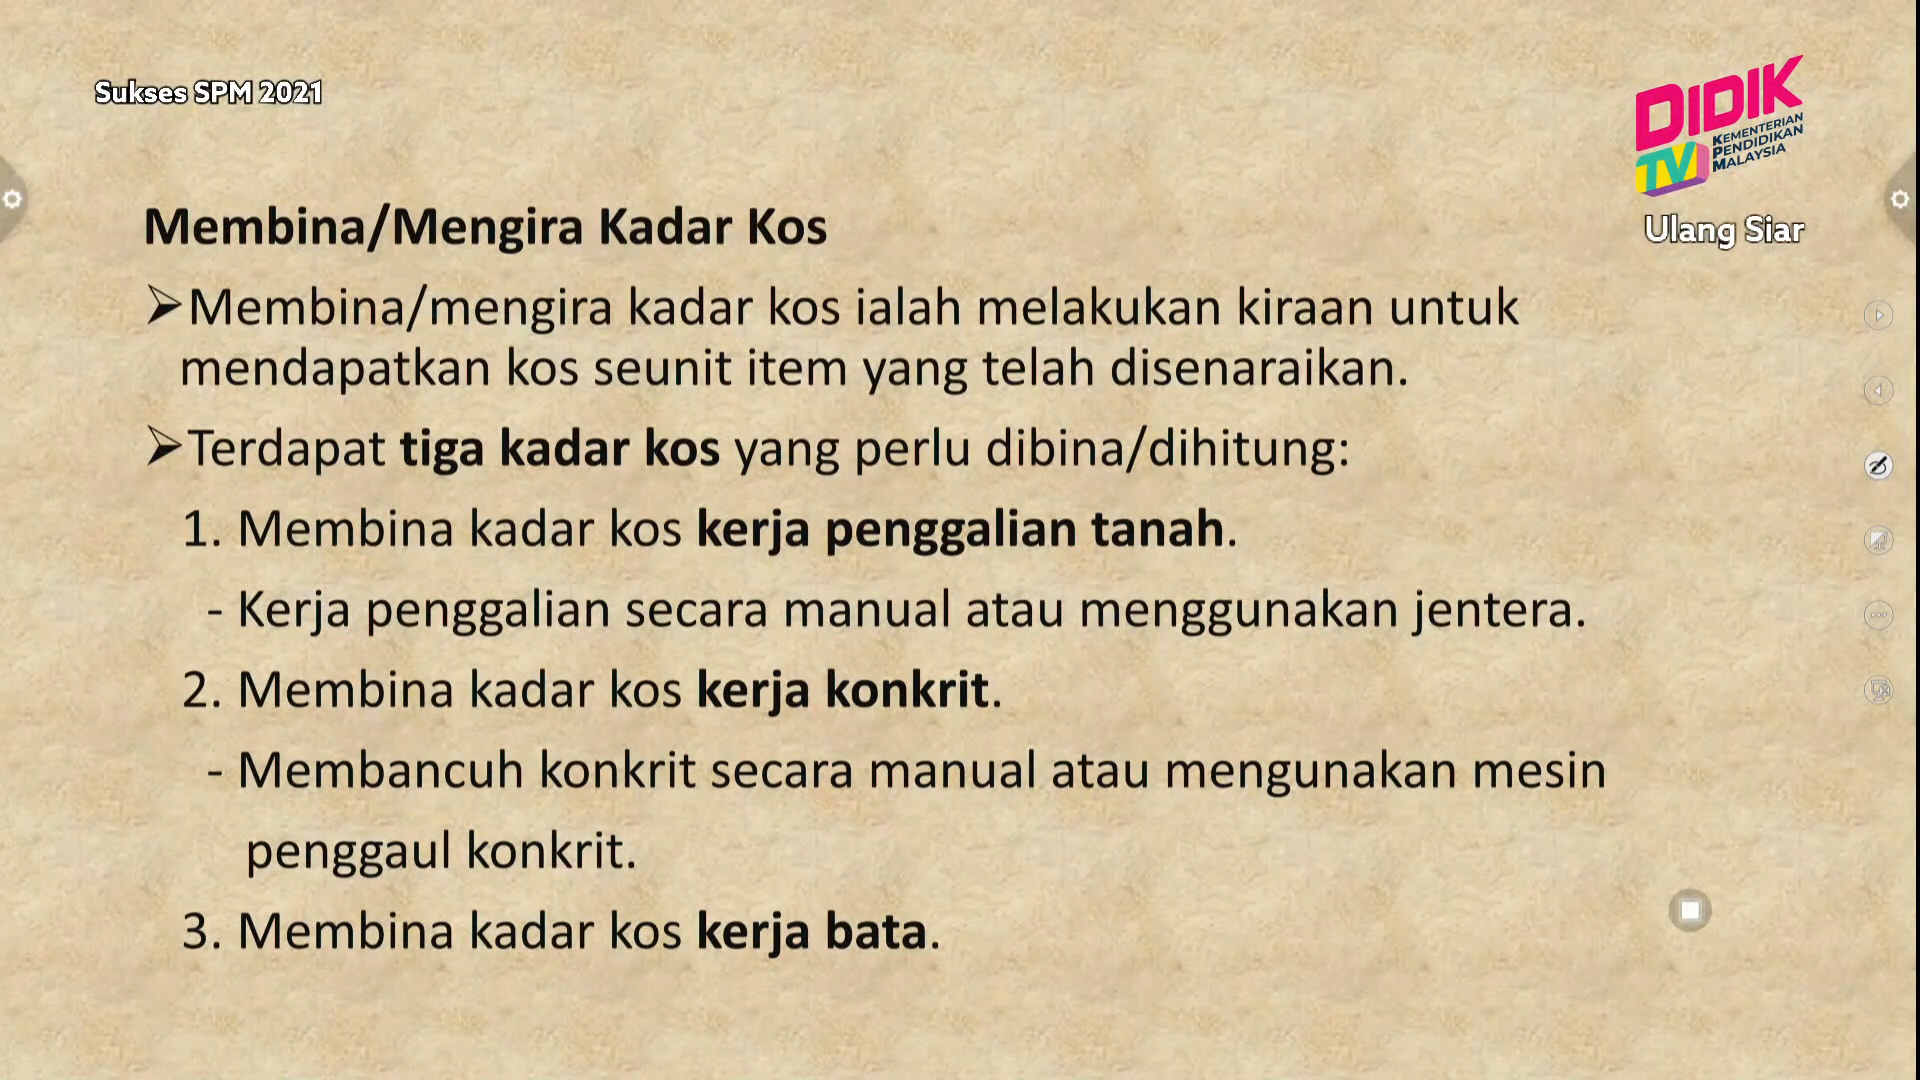 Sukses SPM 2021
DIDIK
TV
KEMENTERIAN
PENDIDIKAN
MALAYSIA
Ulang Siar
Membina/Mengira Kadar Kos
➢Membina/mengira kadar kos ialah melakukan kiraan untuk
mendapatkan kos seunit item yang telah disenaraikan.
➢Terdapat tiga kadar kos yang perlu dibina/dihitung:
1. Membina kadar kos kerja penggalian tanah.
- Kerja penggalian secara manual atau menggunakan jentera.
2. Membina kadar kos kerja konkrit.
- Membancuh konkrit secara manual atau mengunakan mesin
penggaul konkrit.
3. Membina kadar kos kerja bata.